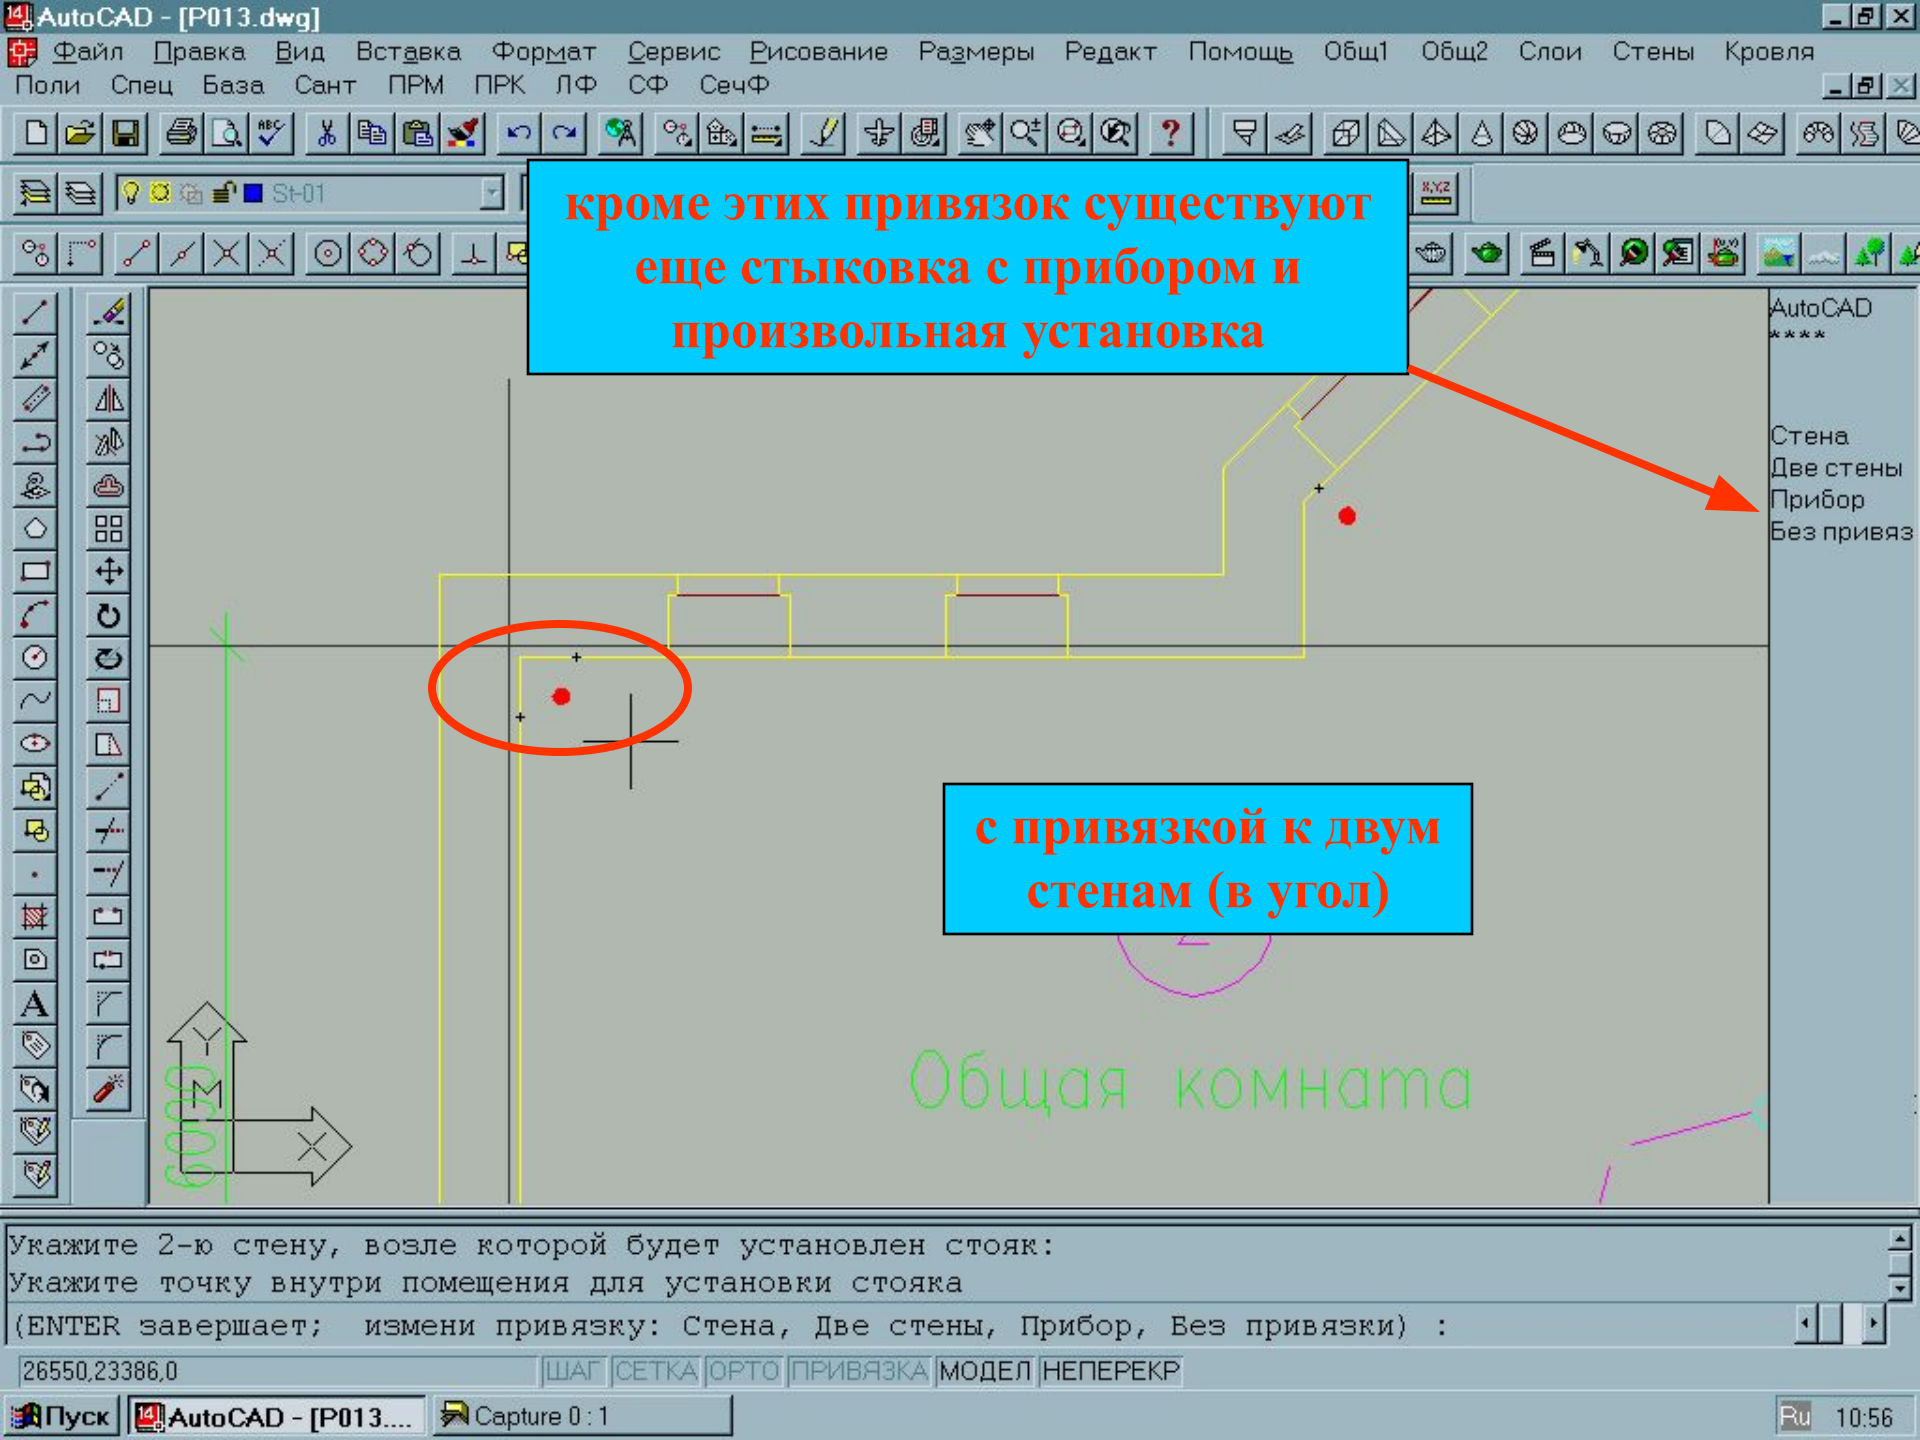 AutoCAD - [P013.dwg]
Файл Правка Вид Вставка Формат Сервис Рисование Размеры Редакт Помощь Общ1 Общ2 Слои Стены Кровля
Поли Спец База Сант ПРМ ПРК ЛФ СФ СечФ
St-01
кроме этих привязок существуют
еще стыковка с прибором и
произвольная установка
AutoCAD
* * * *
Стена
Две стены
Прибор
Без привяз
с привязкой к двум
стенам (в угол)
Общая комната
6000
Y
M
X
Укажите 2-ю стену, возле которой будет установлен стояк:
Укажите точку внутри помещения для установки стояка
(ENTER завершает; измени привязку: Стена, Две стены, Прибор, Без привязки) :
26550,23386,0 ШАГ СЕТКА ОРТО ПРИВЯЗКА МОДЕЛ НЕПЕРЕКР
Пуск AutoCAD - [P013.... Capture 0 : 1 Ru 10:56